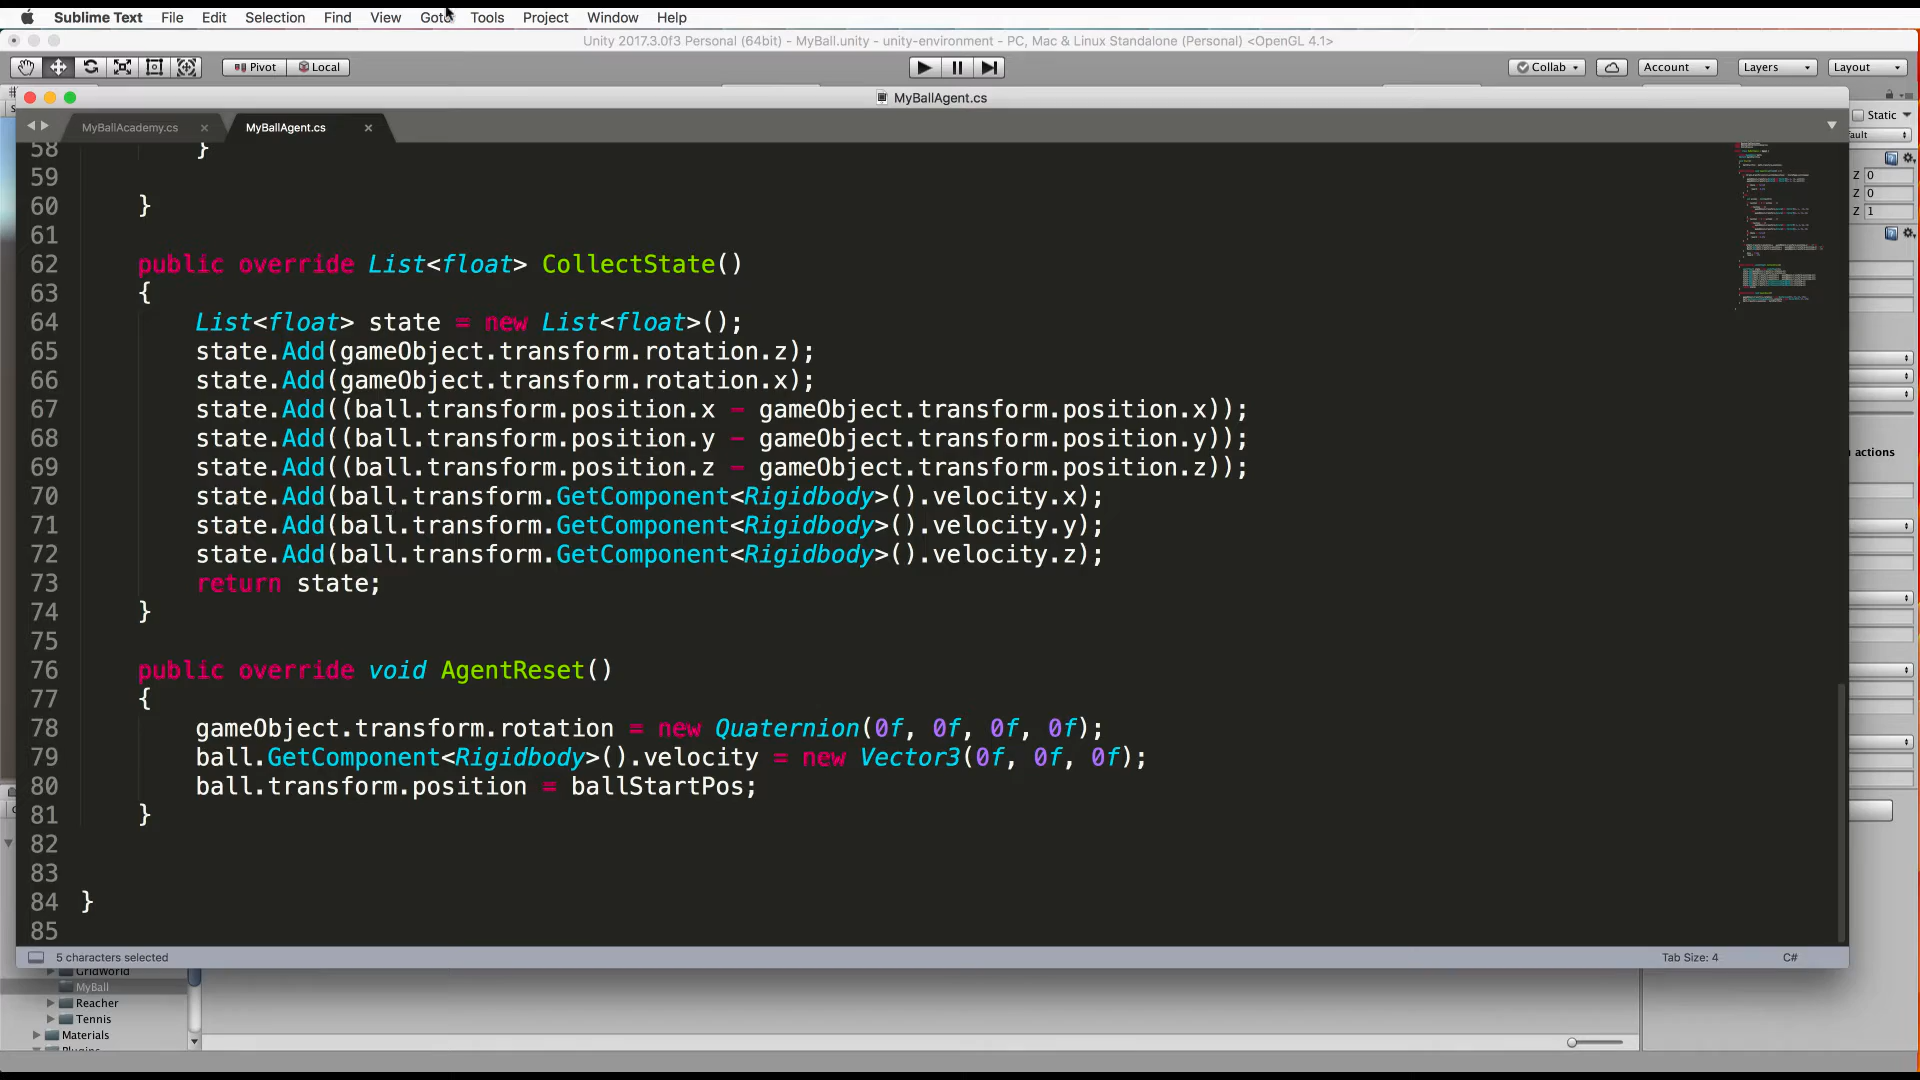 Sublime Text File Edit Selection Find View Goto Tools Project Window Help
Unity 2017.3.0f3 Personal (64bit) - MyBall.unity - unity-environment - PC, Mac & Linux Standalone (Personal) <OpenGL 4.1>
Pivot Local Collab Account Layers Layout
MyBallAgent.cs
Static
MyBallAcademy.cs MyBallAgent.cs
58 }
59
60 }
61
62 public override List<float> CollectState()
63 {
64 List<float> state = new List<float>();
65 state.Add(gameObject.transform.rotation.z);
66 state.Add(gameObject.transform.rotation.x);
67 state.Add((ball.transform.position.x - gameObject.transform.position.x));
68 state.Add((ball.transform.position.y - gameObject.transform.position.y));
69 state.Add((ball.transform.position.z - gameObject.transform.position.z));
70 state.Add(ball.transform.GetComponent<Rigidbody>().velocity.x);
71 state.Add(ball.transform.GetComponent<Rigidbody>().velocity.y);
72 state.Add(ball.transform.GetComponent<Rigidbody>().velocity.z);
73 return state;
74 }
75
76 public override void AgentReset()
77 {
78 gameObject.transform.rotation = new Quaternion(0f, 0f, 0f, 0f);
79 ball.GetComponent<Rigidbody>().velocity = new Vector3(0f, 0f, 0f);
80 ball.transform.position = ballStartPos;
81 }
82
83
84 }
85
5 characters selected Tab Size: 4 C#
ault
Z 0
Z 0
Z 1
actions
GridWorld
MyBall
Reacher
Tennis
Materials